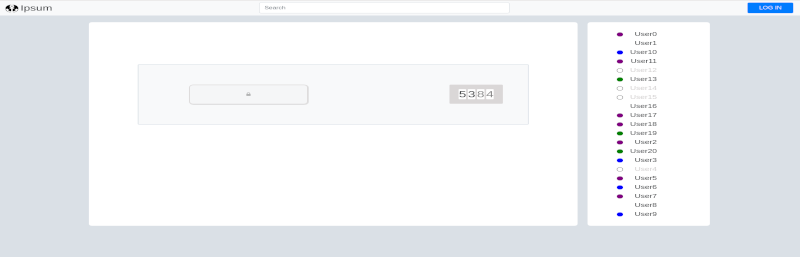 Ipsum
Search
LOG IN
5384
User0
User1
User10
User11
User12
User13
User14
User15
User16
User17
User18
User19
User2
User20
User3
User4
User5
User6
User7
User8
User9